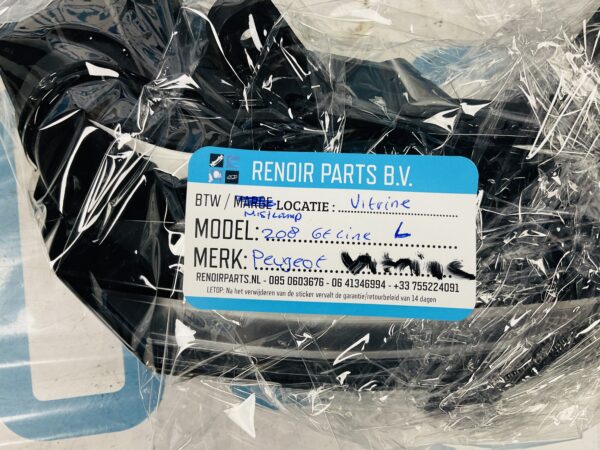 RENOIR PARTS B.V.
BTW / MARGE LOCATIE : Vitrine
Mistlamp
MODEL: 208 GT Line L
MERK: Peugeot
RENOIRPARTS.NL - 085 0603676 - 06 41346994 - +33 755224091
LETOP: Na het verwijderen van de sticker vervalt de garantie/retourbeleid van 14 dagen